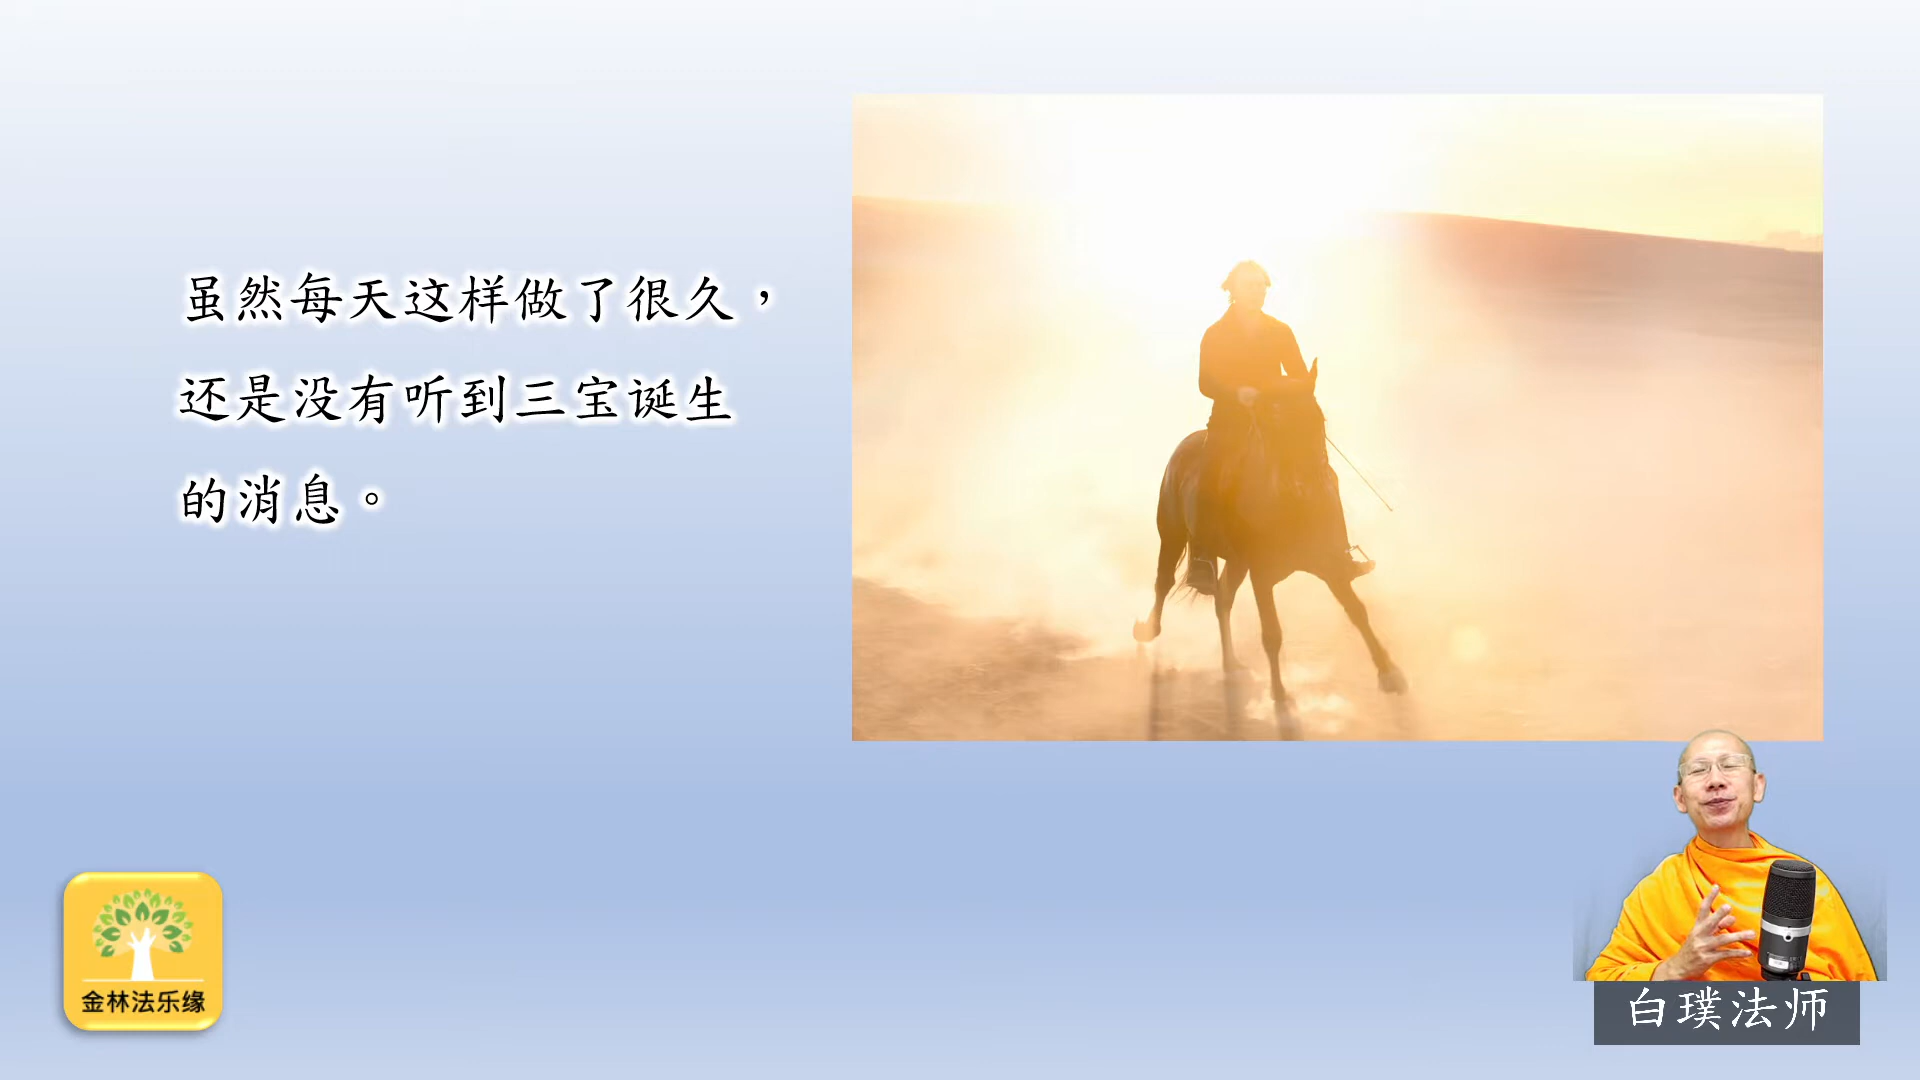 虽然每天这样做了很久，
还是没有听到三宝诞生
的消息。
金林法乐缘
白璞法师